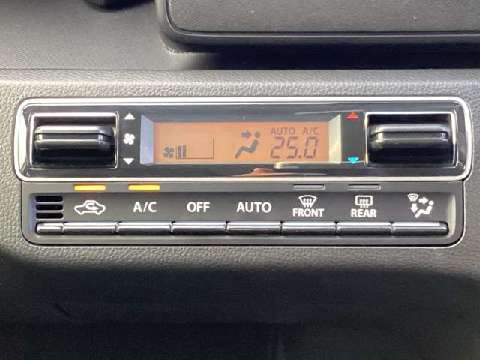 AUTO A/C
25.0
A/C OFF AUTO FRONT REAR